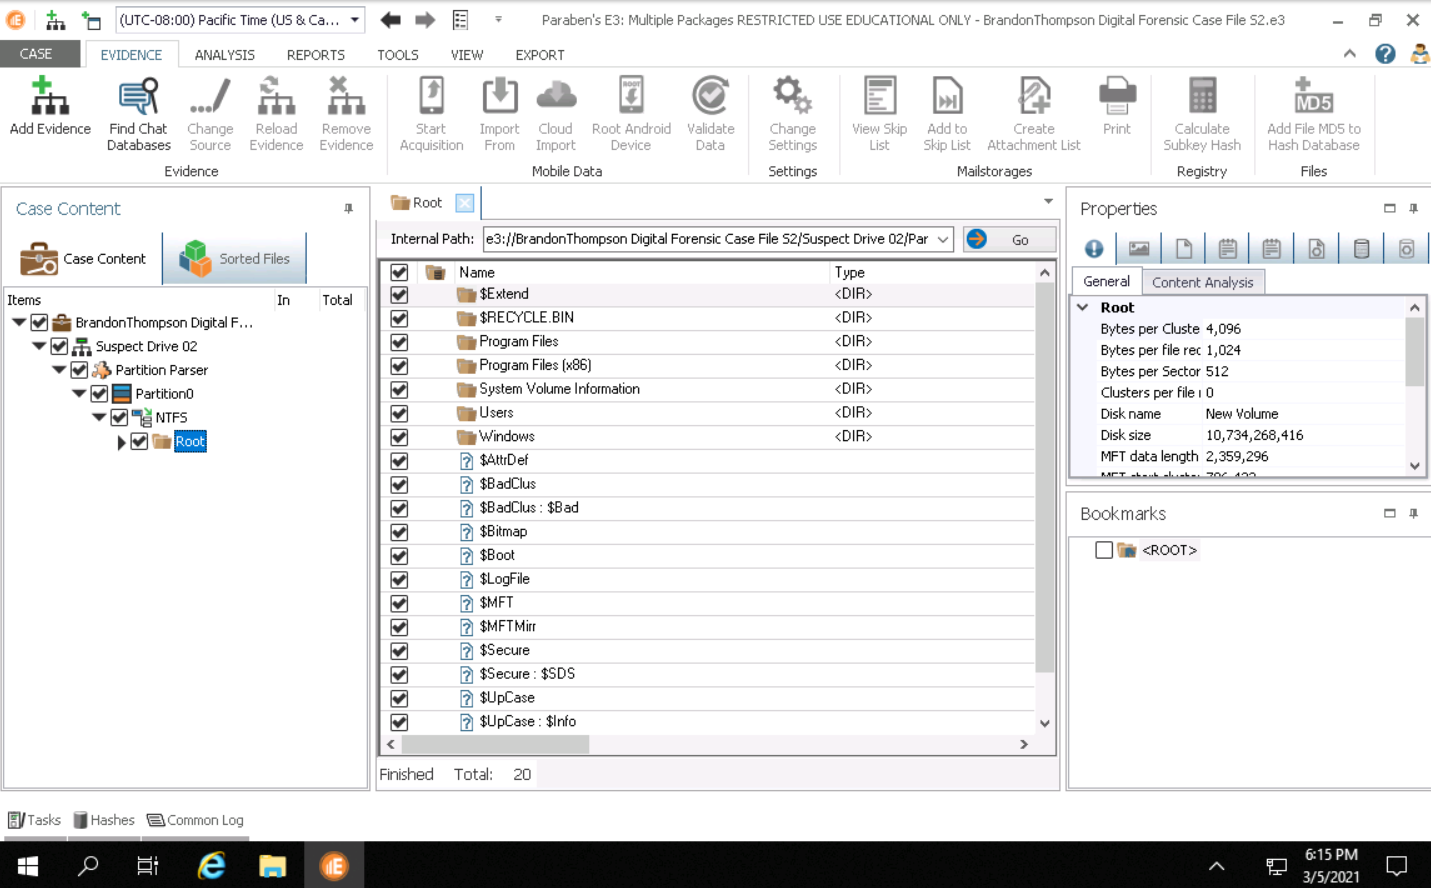 (UTC-08:00) Pacific Time (US & Ca...
Paraben's E3: Multiple Packages RESTRICTED USE EDUCATIONAL ONLY - BrandonThompson Digital Forensic Case File S2.e3
CASE
EVIDENCE
ANALYSIS
REPORTS
TOOLS
VIEW
EXPORT
Add Evidence
Find Chat
Databases
Change
Source
Reload
Evidence
Remove
Evidence
Evidence
Start
Acquisition
Import
From
Cloud
Import
ROOT
Root Android
Device
Validate
Data
Mobile Data
Change
Settings
Settings
View Skip
List
Add to
Skip List
Create
Attachment List
Print
Mailstorages
Calculate
Subkey Hash
Registry
MD5
Add File MD5 to
Hash Database
Files
Case Content
Case Content
Sorted Files
Items
In
Total
BrandonThompson Digital F...
Suspect Drive 02
Partition Parser
Partition0
NTFS
Root
Root
Internal Path:
e3://BrandonThompson Digital Forensic Case File S2/Suspect Drive 02/Par
Go
Name
Type
$Extend
<DIR>
$RECYCLE.BIN
<DIR>
Program Files
<DIR>
Program Files (x86)
<DIR>
System Volume Information
<DIR>
Users
<DIR>
Windows
<DIR>
$AttrDef
$BadClus
$BadClus : $Bad
$Bitmap
$Boot
$LogFile
$MFT
$MFTMirr
$Secure
$Secure : $SDS
$UpCase
$UpCase : $Info
Finished
Total:
20
Properties
General
Content Analysis
Root
Bytes per Cluste
4,096
Bytes per file rec
1,024
Bytes per Sector
512
Clusters per file r
0
Disk name
New Volume
Disk size
10,734,268,416
MFT data length
2,359,296
MFT start cluster
Bookmarks
<ROOT>
Tasks
Hashes
Common Log
6:15 PM
3/5/2021